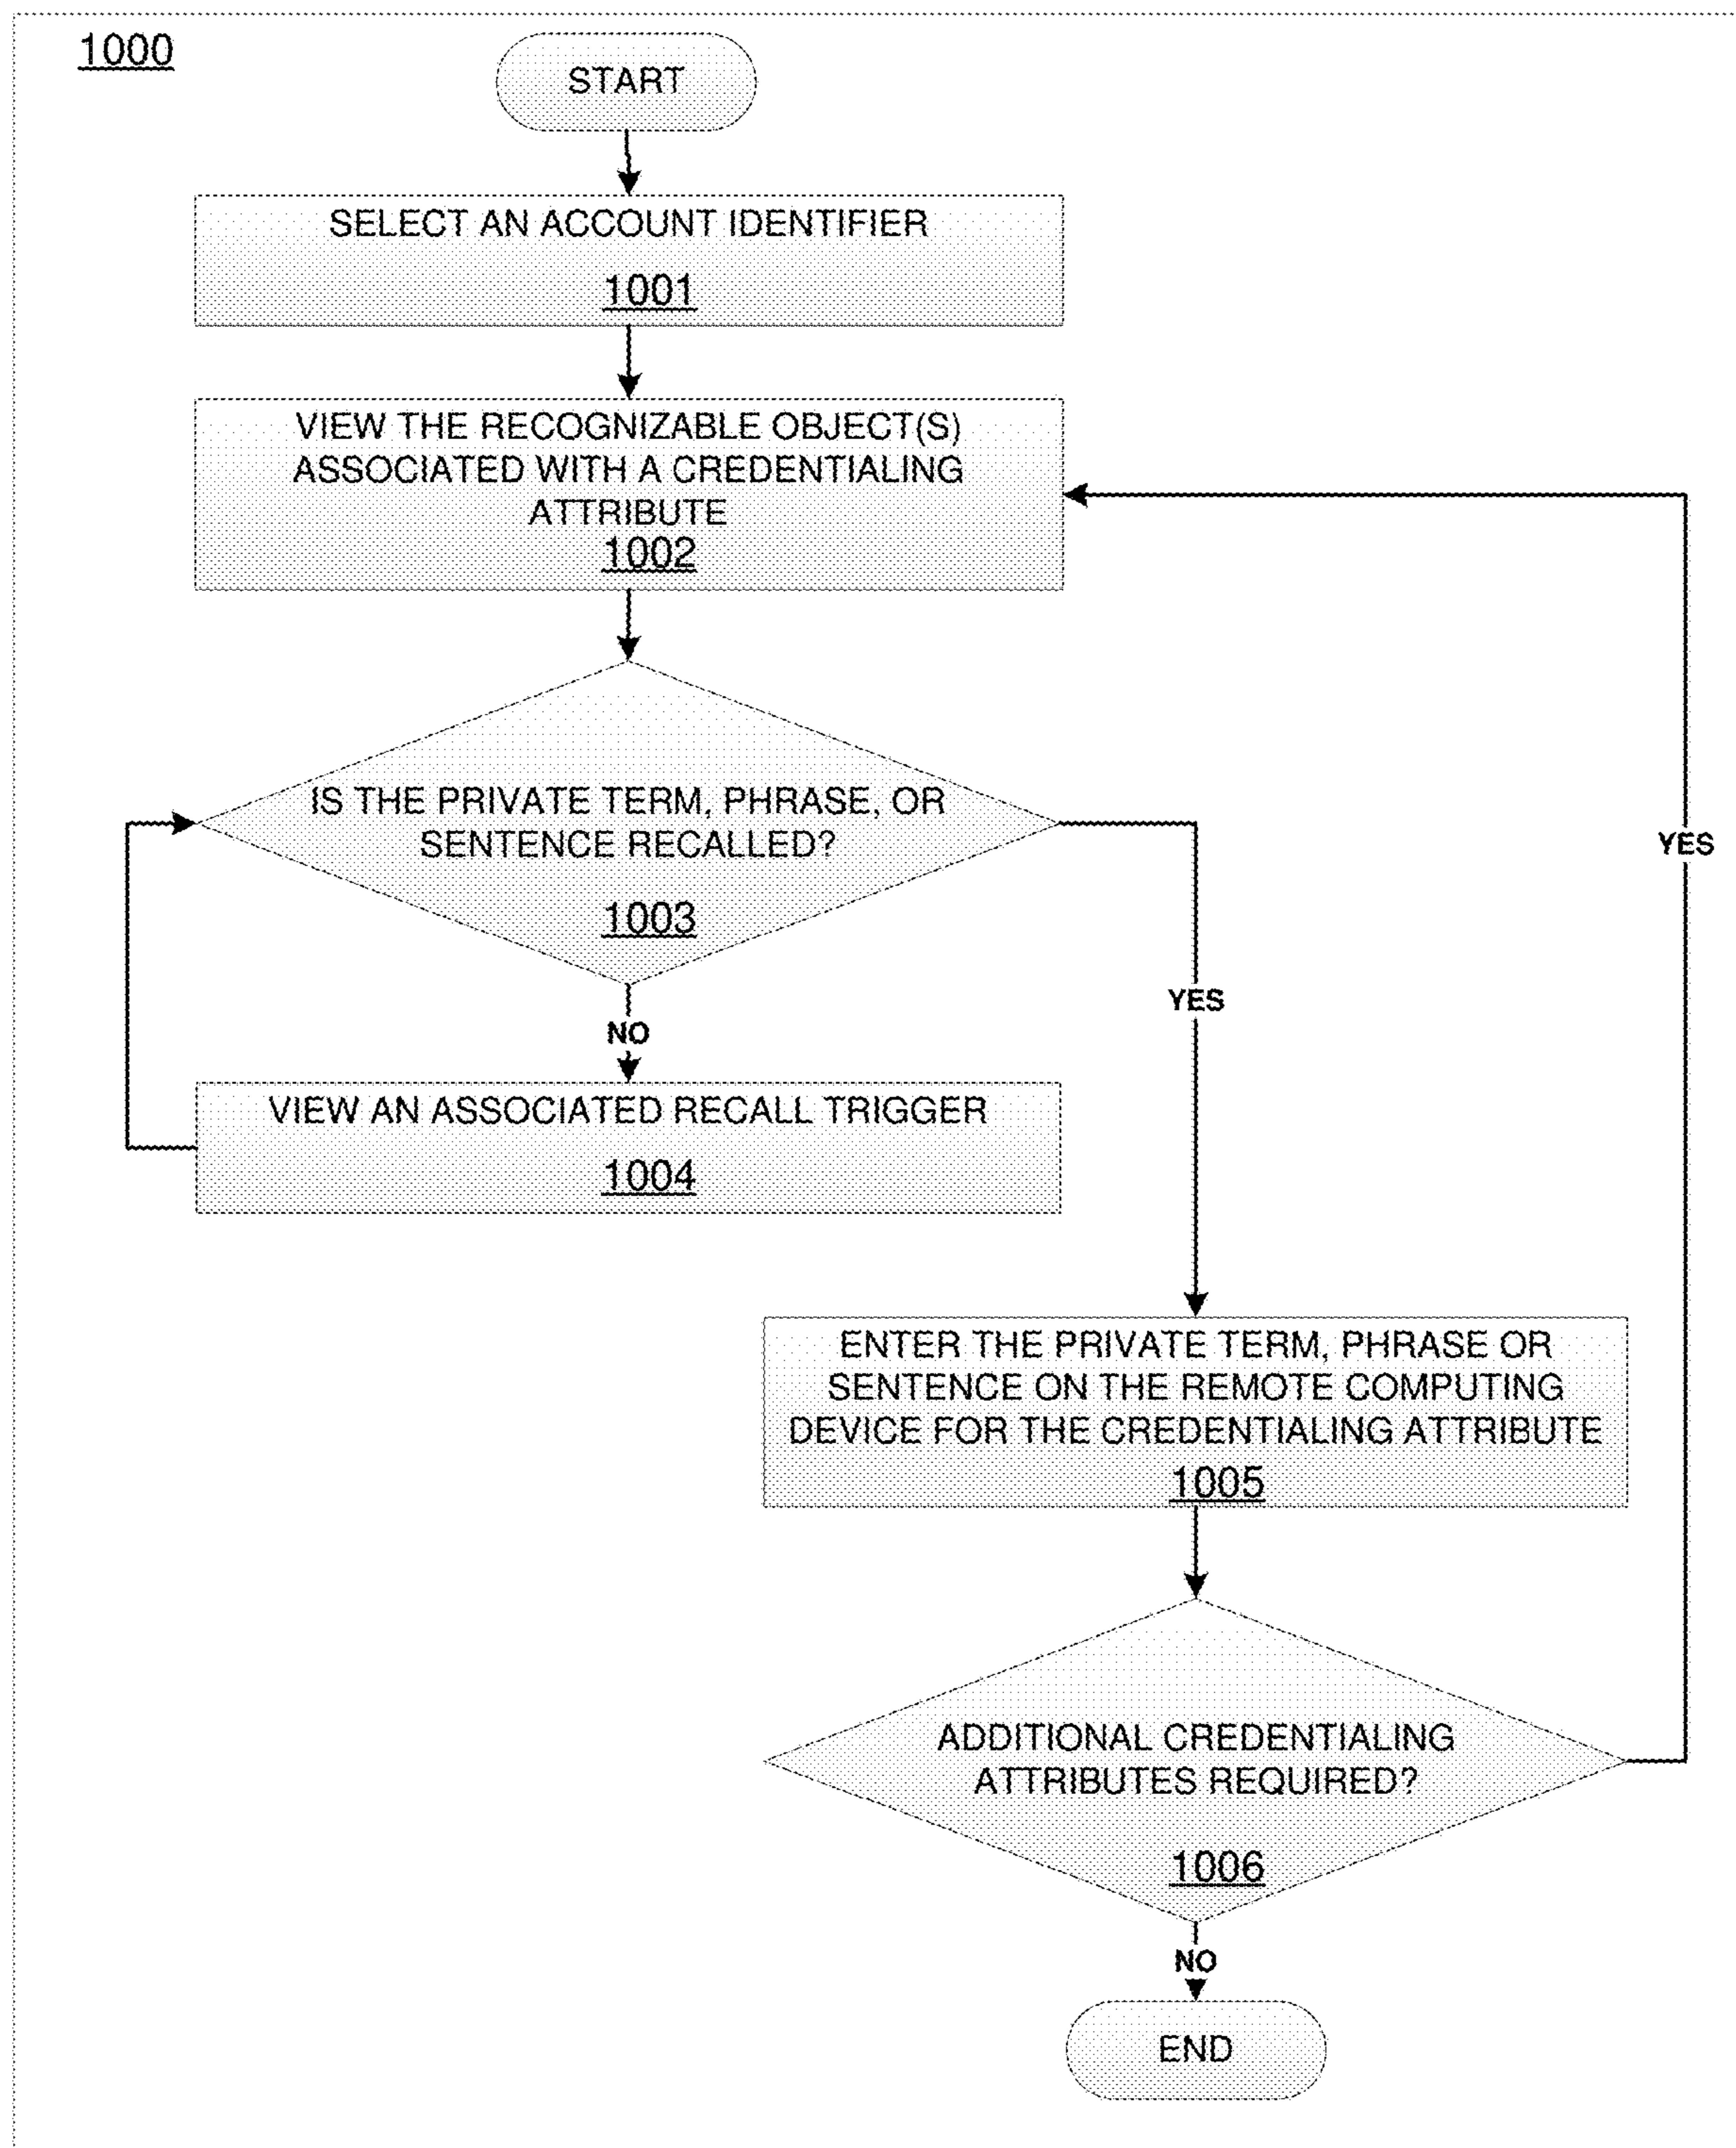 1000
START
SELECT AN ACCOUNT IDENTIFIER
1001
VIEW THE RECOGNIZABLE OBJECT(S)
ASSOCIATED WITH A CREDENTIALING
ATTRIBUTE
1002
IS THE PRIVATE TERM, PHRASE, OR
SENTENCE RECALLED?
1003
YES
YES
NO
VIEW AN ASSOCIATED RECALL TRIGGER
1004
ENTER THE PRIVATE TERM, PHRASE OR
SENTENCE ON THE REMOTE COMPUTING
DEVICE FOR THE CREDENTIALING ATTRIBUTE
1005
ADDITIONAL CREDENTIALING
ATTRIBUTES REQUIRED?
1006
NO
END